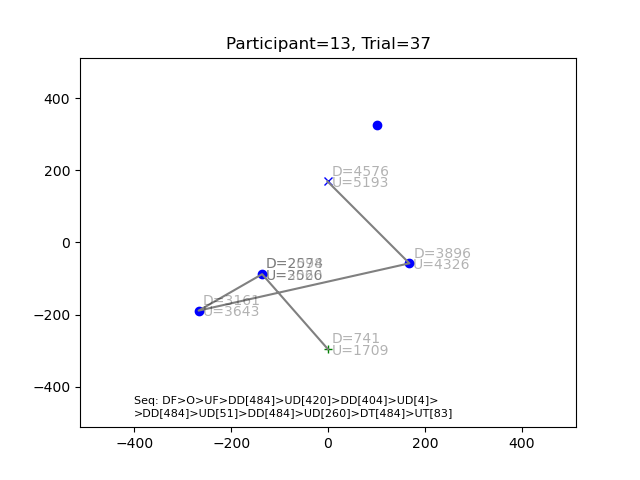 Participant=13, Trial=37
400
200
0
−200
−400
D=4576
U=5193
D=3896
U=4326
D=3161
U=3643
D=741
U=1709
Seq: DF>O>UF>DD[484]>UD[420]>DD[404]>UD[4]>
>DD[484]>UD[51]>DD[484]>UD[260]>DT[484]>UT[83]
−400 −200 0 200 400